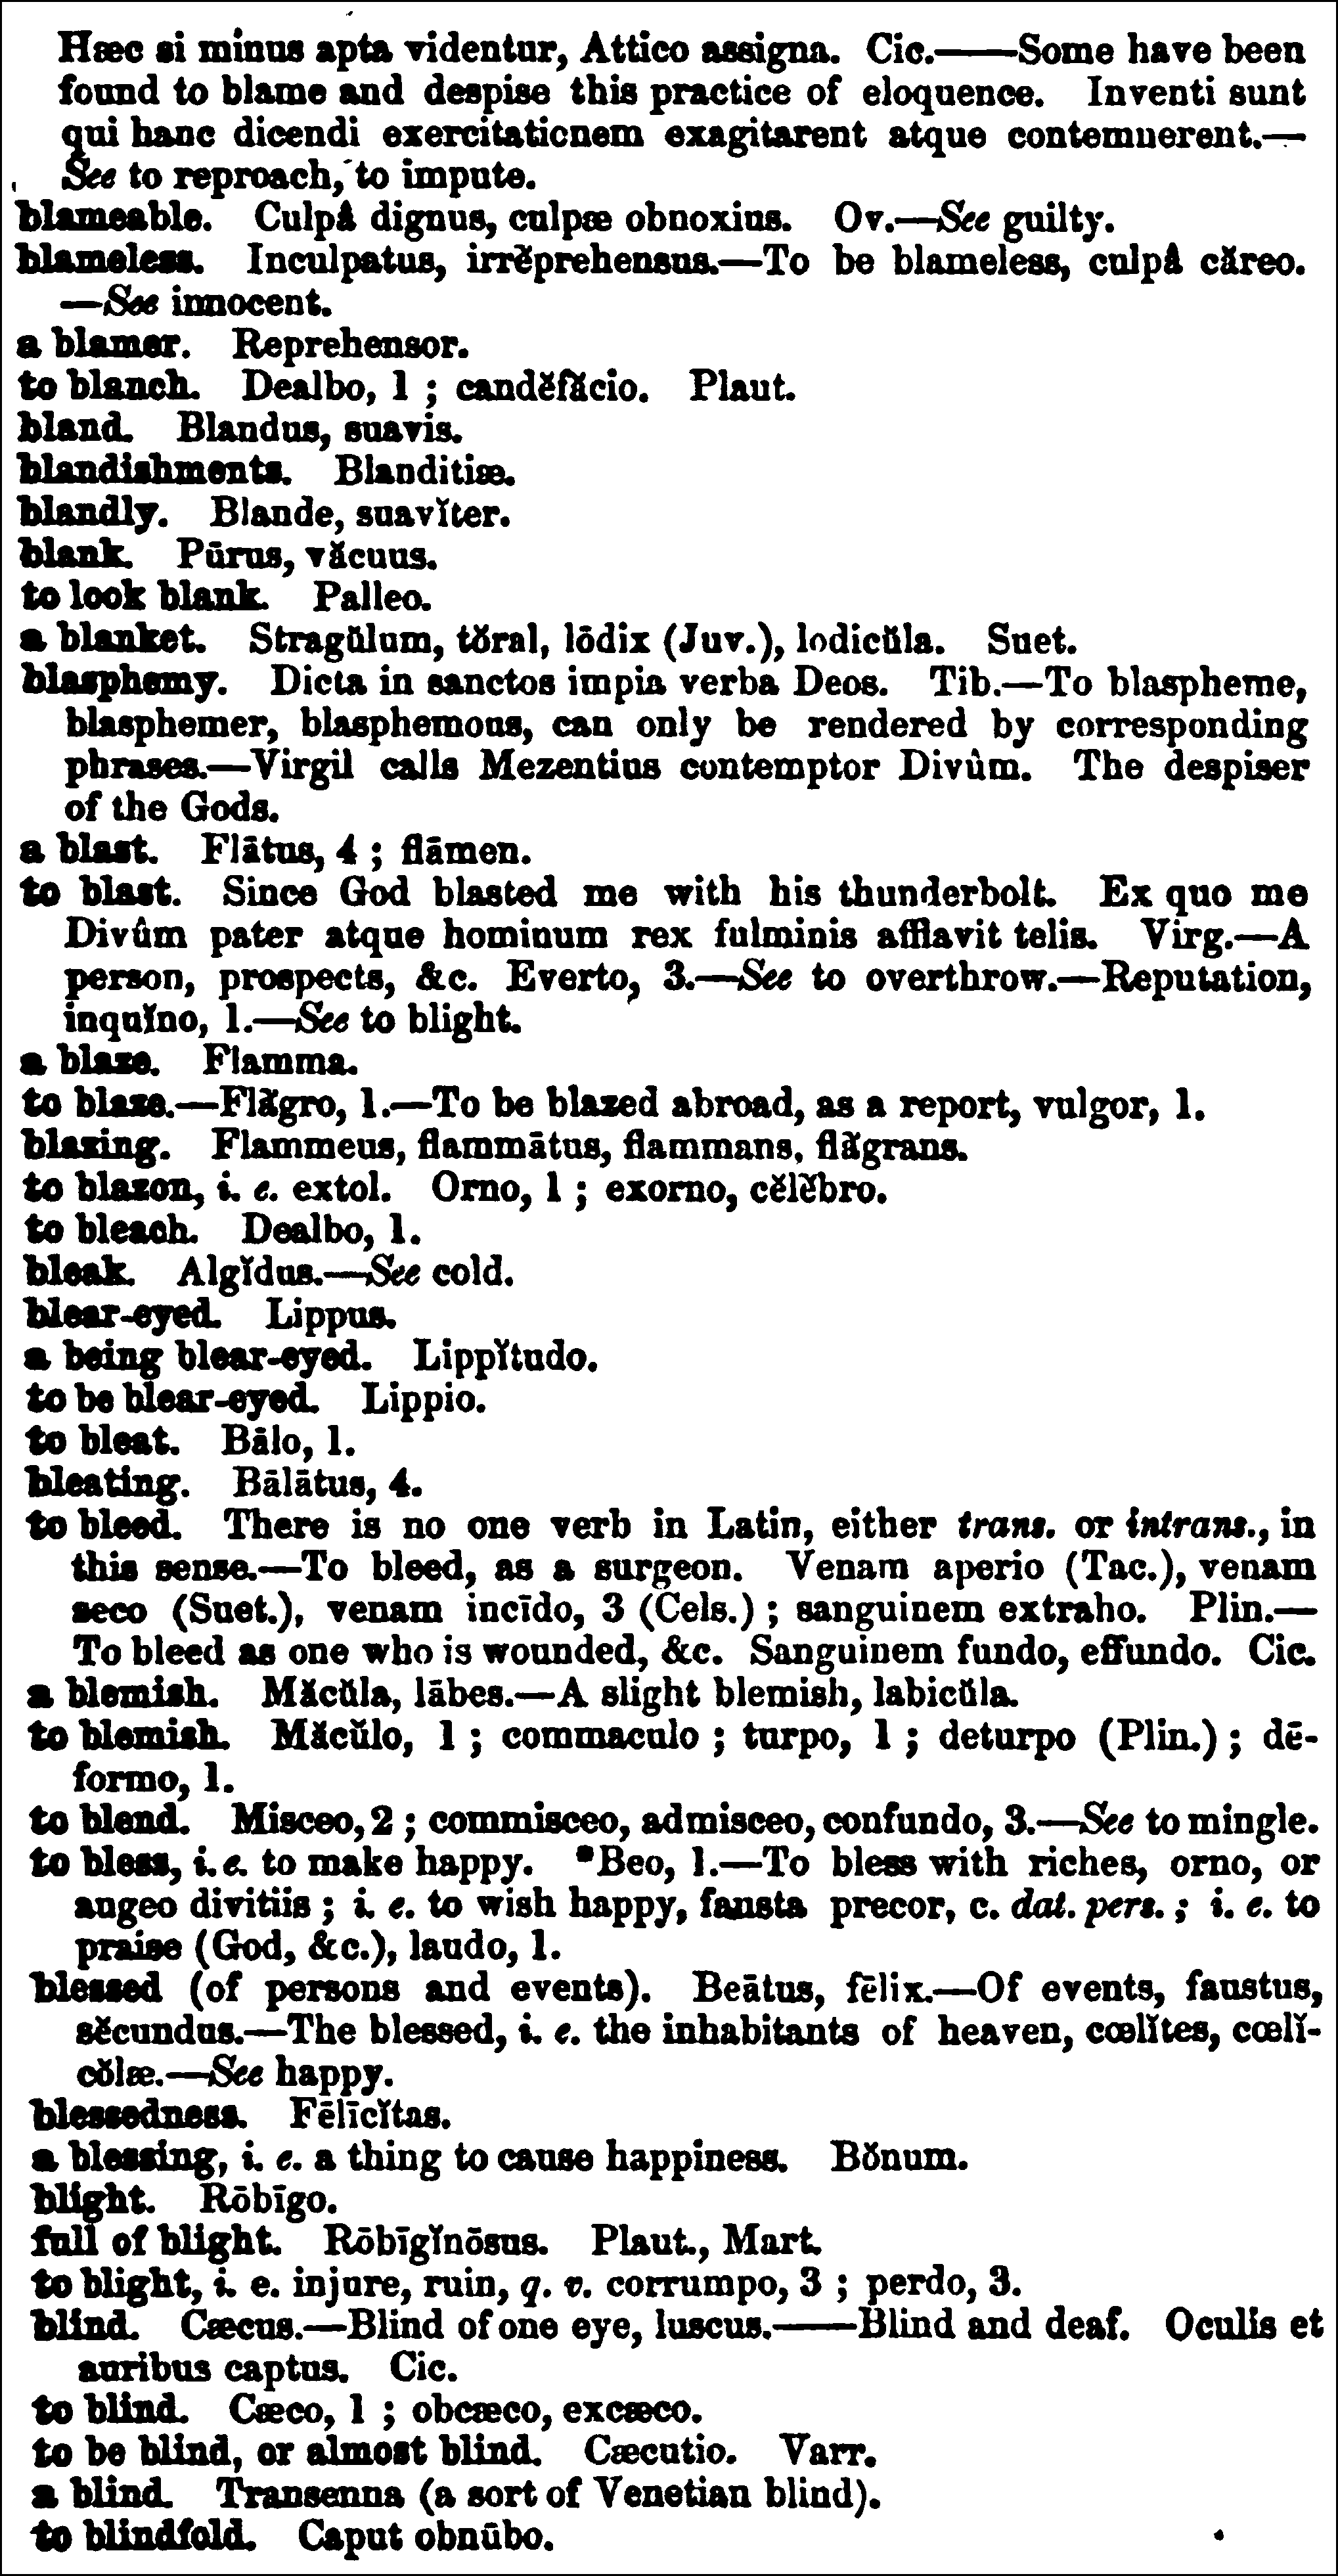 Hæc si minus apta videntur, Attico assigna. Cic.——Some have been
found to blame and despise this practice of eloquence. Inventi sunt
qui hanc dicendi exercitaticnem exagitarent atque contemnerent.—
See to reproach, to impute.
blameable. Culpâ dignus, culpæ obnoxius. Ov.—See guilty.
blameless. Inculpatus, irrĕprehensus.—To be blameless, culpâ căreo.
—See innocent.
a blamer. Reprehensor.
to blanch. Dealbo, 1 ; candĕfăcio. Plaut.
bland. Blandus, suavis.
blandishments. Blanditiæ.
blandly. Blande, suavĭter.
blank. Pūrus, văcuus.
to look blank. Palleo.
a blanket. Stragŭlum, tŏral, lōdix (Juv.), lodicŭla. Suet.
blasphemy. Dicta in sanctos impia verba Deos. Tib.—To blaspheme,
blasphemer, blasphemous, can only be rendered by corresponding
phrases.—Virgil calls Mezentius contemptor Divûm. The despiser
of the Gods.
a blast. Flātus, 4 ; flāmen.
to blast. Since God blasted me with his thunderbolt. Ex quo me
Divûm pater atque hominum rex fulminis afflavit telis. Virg.—A
person, prospects, &c. Everto, 3.—See to overthrow.—Reputation,
inquĭno, 1.—See to blight.
a blaze. Flamma.
to blaze.—Flăgro, 1.—To be blazed abroad, as a report, vulgor, 1.
blazing. Flammeus, flammātus, flammans, flăgrans.
to blazon, i. e. extol. Orno, 1 ; exorno, cĕlĕbro.
to bleach. Dealbo, 1.
bleak. Algĭdus.—See cold.
blear-eyed. Lippus.
a being blear-eyed. Lippĭtudo.
to be blear-eyed. Lippio.
to bleat. Bālo, 1.
bleating. Bālātus, 4.
to bleed. There is no one verb in Latin, either trans. or intrans., in
this sense.—To bleed, as a surgeon. Venam aperio (Tac.), venam
seco (Suet.), venam incīdo, 3 (Cels.) ; sanguinem extraho. Plin.—
To bleed as one who is wounded, &c. Sanguinem fundo, effundo. Cic.
a blemish. Măcŭla, lābes.—A slight blemish, labicŭla.
to blemish. Măcŭlo, 1 ; commaculo ; turpo, 1 ; deturpo (Plin.) ; dē-
formo, 1.
to blend. Misceo, 2 ; commisceo, admisceo, confundo, 3.—See to mingle.
to bless, i. e. to make happy. *Beo, 1.—To bless with riches, orno, or
augeo divitiis ; i. e. to wish happy, fausta precor, c. dat. pers. ; i. e. to
praise (God, &c.), laudo, 1.
blessed (of persons and events). Beātus, fēlix.—Of events, faustus,
sĕcundus.—The blessed, i. e. the inhabitants of heaven, cœlĭtes, cœlĭ-
cŏlæ.—See happy.
blessedness. Fēlīcĭtas.
a blessing, i. e. a thing to cause happiness. Bŏnum.
blight. Rōbīgo.
full of blight. Rōbīgĭnōsus. Plaut., Mart.
to blight, i. e. injure, ruin, q. v. corrumpo, 3 ; perdo, 3.
blind. Cæcus.—Blind of one eye, luscus.——Blind and deaf. Oculis et
auribus captus. Cic.
to blind. Cæco, 1 ; obcæco, excæco.
to be blind, or almost blind. Cæcutio. Varr.
a blind. Transenna (a sort of Venetian blind).
to blindfold. Caput obnūbo.